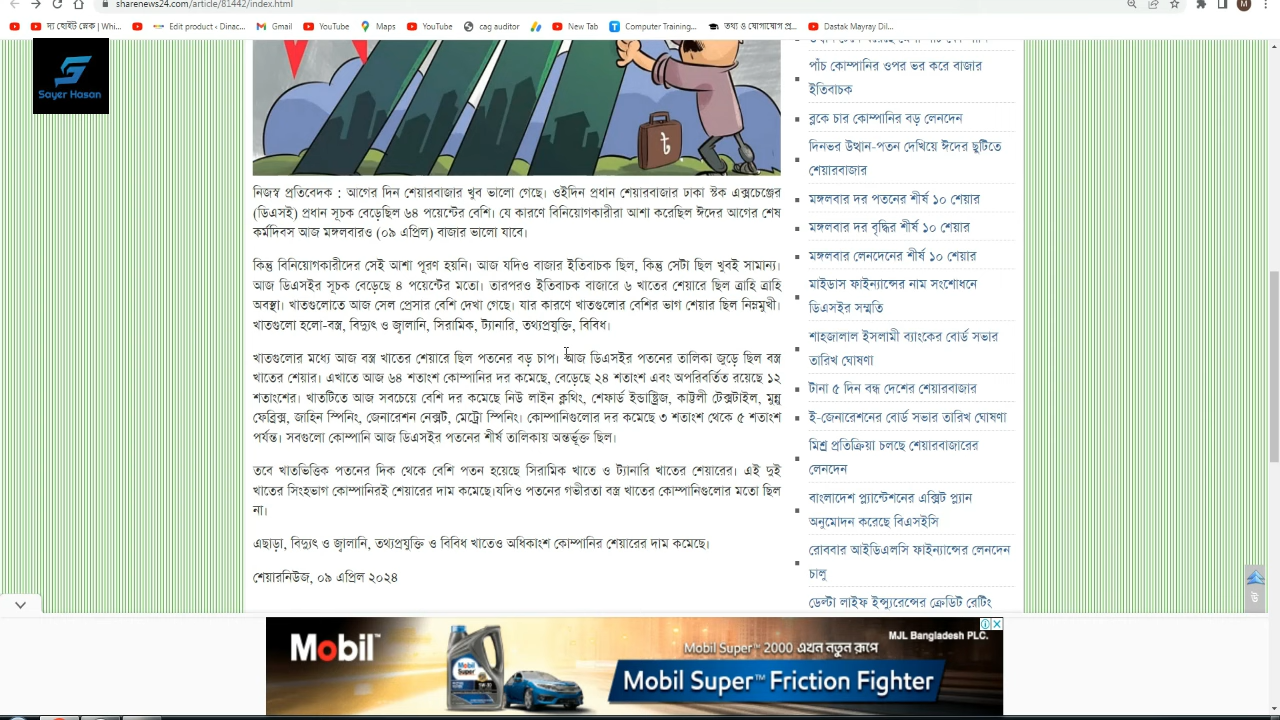 sharenews24.com/article/81442/index.html
দ্য হোইট স্লেক | Whi...
YouTube
Edit product ‹ Dinac...
Gmail
YouTube
Maps
YouTube
cag auditor
New Tab
Computer Training...
তথ্য ও যোগাযোগ প্র...
Dastak Mayray Dil...
M
Sayer Hasan
৳
নিজস্ব প্রতিবেদক : আগের দিন শেয়ারবাজার খুব ভালো গেছে। ওইদিন প্রধান শেয়ারবাজার ঢাকা স্টক এক্সচেঞ্জের
(ডিএসই) প্রধান সূচক বেড়েছিল ৬৪ পয়েন্টের বেশি। যে কারণে বিনিয়োগকারীরা আশা করেছিল ঈদের আগের শেষ
কর্মদিবস আজ মঙ্গলবারও (০৯ এপ্রিল) বাজার ভালো যাবে।
কিন্তু বিনিয়োগকারীদের সেই আশা পূরণ হয়নি। আজ যদিও বাজার ইতিবাচক ছিল, কিন্তু সেটা ছিল খুবই সামান্য।
আজ ডিএসইর সূচক বেড়েছে ৪ পয়েন্টের মতো। তারপরও ইতিবাচক বাজারে ৬ খাতের শেয়ারে ছিল ত্রাহি ত্রাহি
অবস্থা। খাতগুলোতে আজ সেল প্রেসার বেশি দেখা গেছে। যার কারণে খাতগুলোর বেশির ভাগ শেয়ার ছিল নিম্নমুখী।
খাতগুলো হলো-বস্ত্র, বিদ্যুৎ ও জ্বালানি, সিরামিক, ট্যানারি, তথ্যপ্রযুক্তি, বিবিধ।
খাতগুলোর মধ্যে আজ বস্ত্র খাতের শেয়ারে ছিল পতনের বড় চাপ। আজ ডিএসইর পতনের তালিকা জুড়ে ছিল বস্ত্র
খাতের শেয়ার। এখাতে আজ ৬৪ শতাংশ কোম্পানির দর কমেছে, বেড়েছে ২৪ শতাংশ এবং অপরিবর্তিত রয়েছে ১২
শতাংশের। খাতটিতে আজ সবচেয়ে বেশি দর কমেছে নিউ লাইন ক্লথিং, শেফার্ড ইন্ডাস্ট্রিজ, কাট্টলী টেক্সটাইল, মুন্নু
ফেব্রিক্স, জাহিন স্পিনিং, জেনারেশন নেক্সট, মেট্রো স্পিনিং। কোম্পানিগুলোর দর কমেছে ৩ শতাংশ থেকে ৫ শতাংশ
পর্যন্ত। সবগুলো কোম্পানি আজ ডিএসইর পতনের শীর্ষ তালিকায় অন্তর্ভূক্ত ছিল।
তবে খাতভিত্তিক পতনের দিক থেকে বেশি পতন হয়েছে সিরামিক খাতে ও ট্যানারি খাতের শেয়ারের। এই দুই
খাতের সিংহভাগ কোম্পানিরই শেয়ারের দাম কমেছে।যদিও পতনের গভীরতা বস্ত্র খাতের কোম্পানিগুলোর মতো ছিল
না।
এছাড়া, বিদ্যুৎ ও জ্বালানি, তথ্যপ্রযুক্তি ও বিবিধ খাতেও অধিকাংশ কোম্পানির শেয়ারের দাম কমেছে।
শেয়ারনিউজ, ০৯ এপ্রিল ২০২৪
পাঁচ কোম্পানির ওপর ভর করে বাজার
ইতিবাচক
ব্লকে চার কোম্পানির বড় লেনদেন
দিনভর উত্থান-পতন দেখিয়ে ঈদের ছুটিতে
শেয়ারবাজার
মঙ্গলবার দর পতনের শীর্ষ ১০ শেয়ার
মঙ্গলবার দর বৃদ্ধির শীর্ষ ১০ শেয়ার
মঙ্গলবার লেনদেনের শীর্ষ ১০ শেয়ার
মাইডাস ফাইন্যান্সের নাম সংশোধনে
ডিএসইর সম্মতি
শাহজালাল ইসলামী ব্যাংকের বোর্ড সভার
তারিখ ঘোষণা
টানা ৫ দিন বন্ধ দেশের শেয়ারবাজার
ই-জেনারেশনের বোর্ড সভার তারিখ ঘোষণা
মিশ্র প্রতিক্রিয়া চলছে শেয়ারবাজারের
লেনদেন
বাংলাদেশ প্ল্যান্টেশনের এক্সিট প্ল্যান
অনুমোদন করেছে বিএসইসি
রোববার আইডিএলসি ফাইন্যান্সের লেনদেন
চালু
ডেল্টা লাইফ ইন্স্যুরেন্সের ক্রেডিট রেটিং
Mobil™
Mobil Super
MJL Bangladesh PLC.
Mobil Super™ 2000 এখন নতুন রূপে
Mobil Super™ Friction Fighter